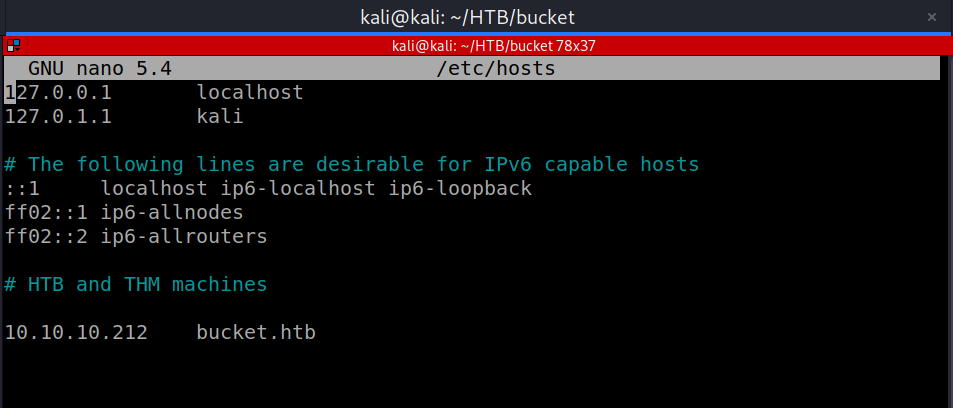 kali@kali: ~/HTB/bucket
kali@kali: ~/HTB/bucket 78x37
GNU nano 5.4 /etc/hosts
127.0.0.1 localhost
127.0.1.1 kali
# The following lines are desirable for IPv6 capable hosts
::1 localhost ip6-localhost ip6-loopback
ff02::1 ip6-allnodes
ff02::2 ip6-allrouters
# HTB and THM machines
10.10.10.212 bucket.htb